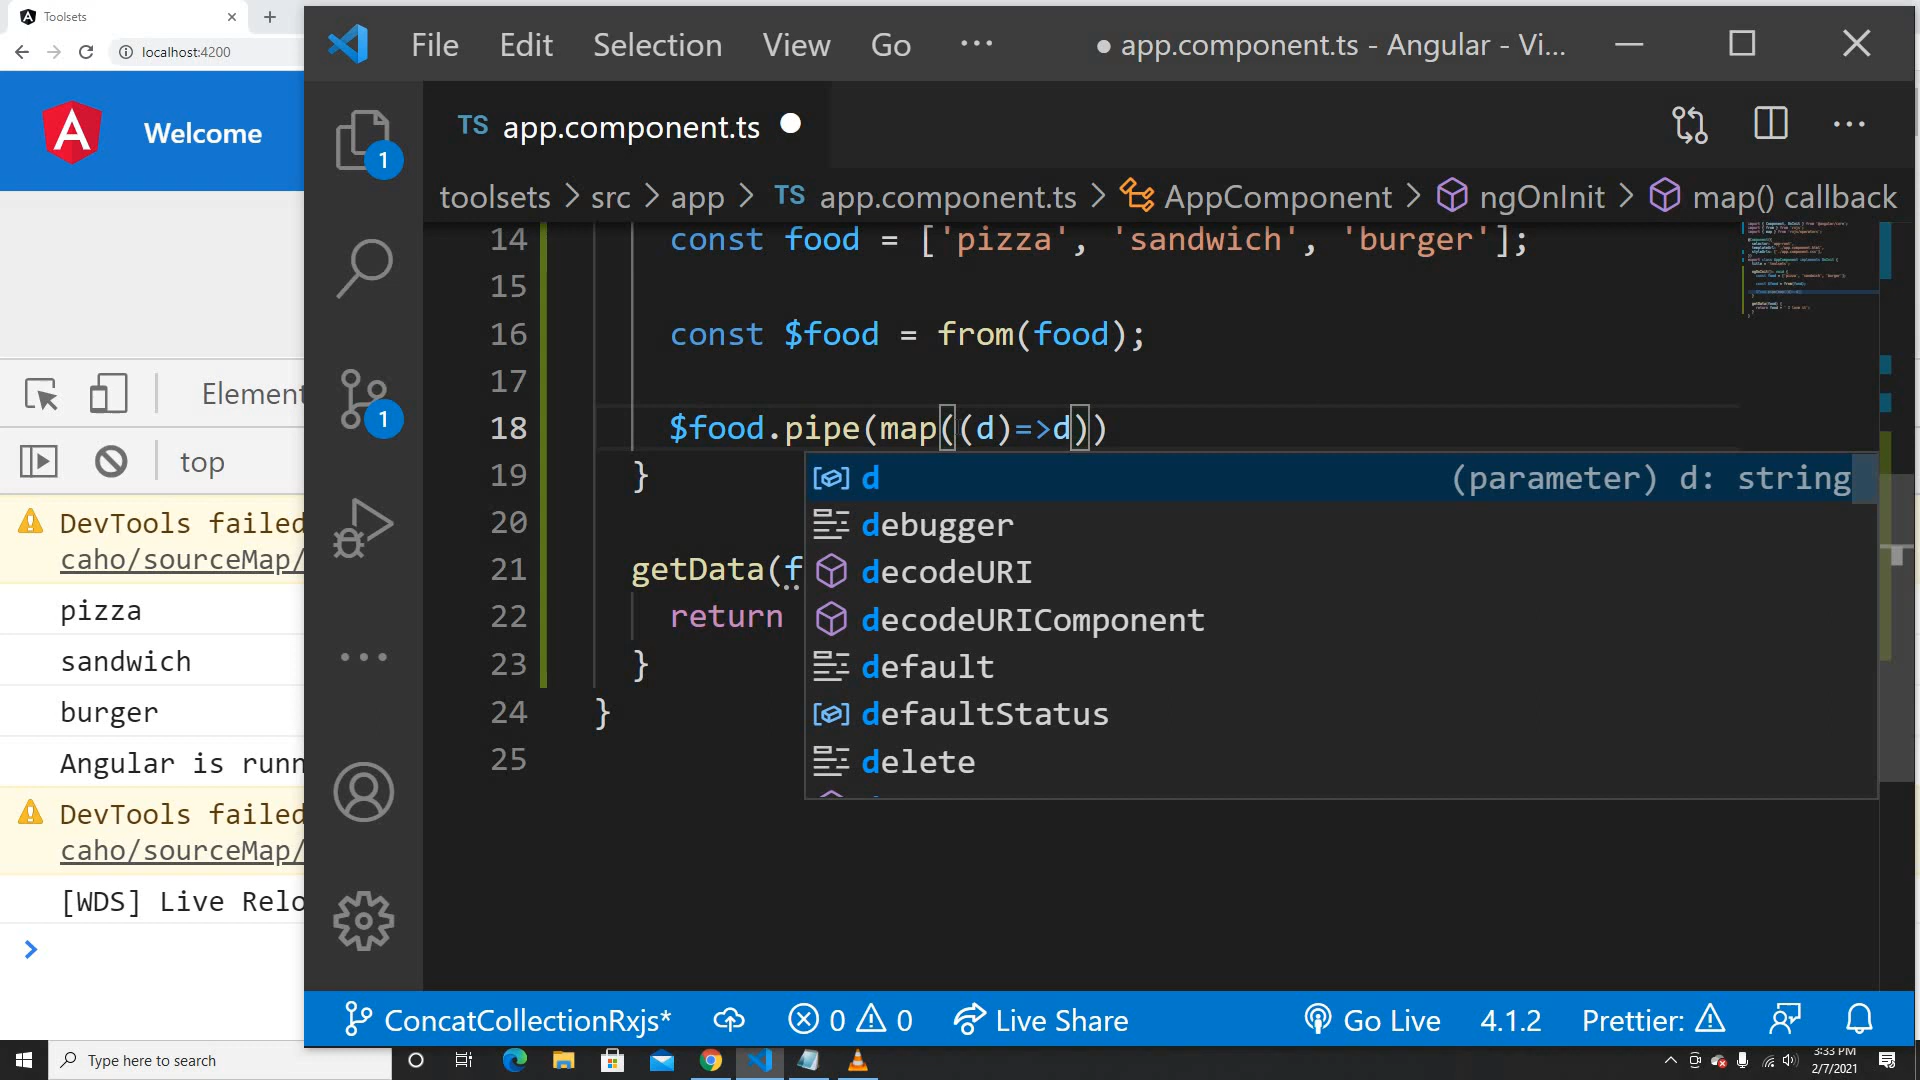 Toolsets
localhost:4200
Welcome
Element
top
DevTools failed
caho/sourceMap/
pizza
sandwich
burger
Angular is runn
DevTools failed
caho/sourceMap/
[WDS] Live Relo
File Edit Selection View Go ··· ● app.component.ts - Angular - Vi...
1
1
TS app.component.ts
toolsets > src > app > TS app.component.ts > AppComponent > ngOnInit > map() callback
14 const food = ['pizza', 'sandwich', 'burger'];
15
16 const $food = from(food);
17
18 $food.pipe(map((d)=>d))
19 }
20
21 getData(f
22 return
23 }
24 }
25
d (parameter) d: string
debugger
decodeURI
decodeURIComponent
default
defaultStatus
delete
ConcatCollectionRxjs* 0 0 Live Share Go Live 4.1.2 Prettier:
Type here to search
3:33 PM
2/7/2021